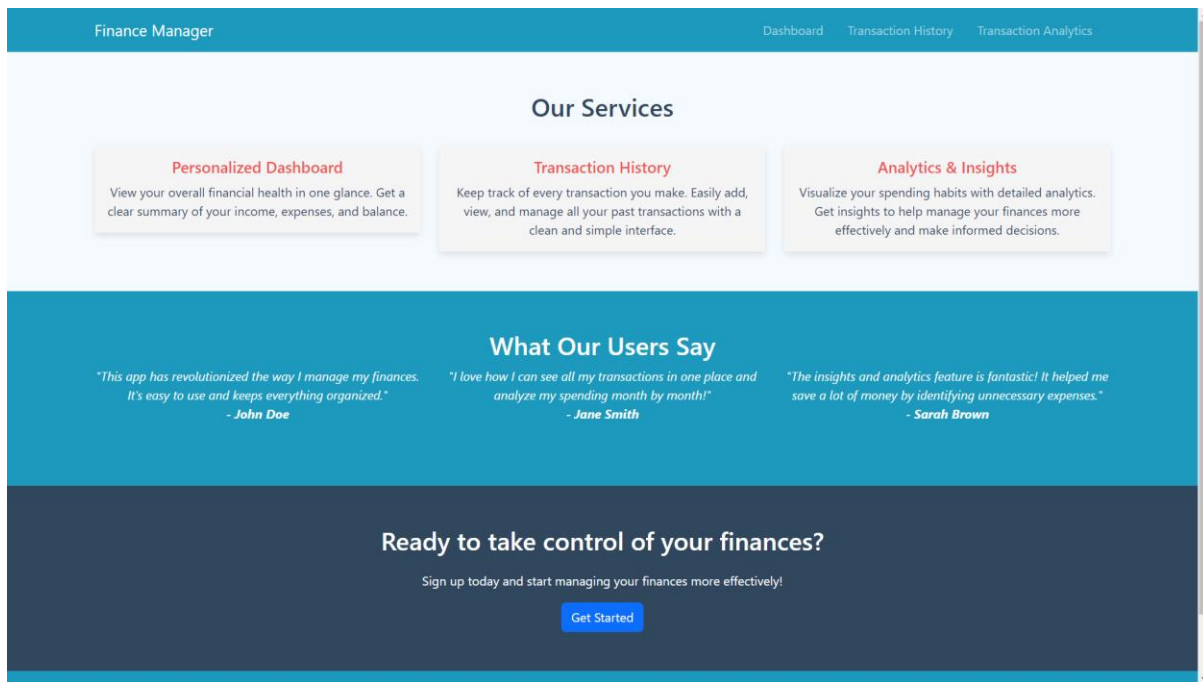 Finance Manager
Dashboard Transaction History Transaction Analytics
Our Services
Personalized Dashboard
View your overall financial health in one glance. Get a
clear summary of your income, expenses, and balance.
Transaction History
Keep track of every transaction you make. Easily add,
view, and manage all your past transactions with a
clean and simple interface.
Analytics & Insights
Visualize your spending habits with detailed analytics.
Get insights to help manage your finances more
effectively and make informed decisions.
What Our Users Say
"This app has revolutionized the way I manage my finances.
It's easy to use and keeps everything organized."
- John Doe
"I love how I can see all my transactions in one place and
analyze my spending month by month!"
- Jane Smith
"The insights and analytics feature is fantastic! It helped me
save a lot of money by identifying unnecessary expenses."
- Sarah Brown
Ready to take control of your finances?
Sign up today and start managing your finances more effectively!
Get Started